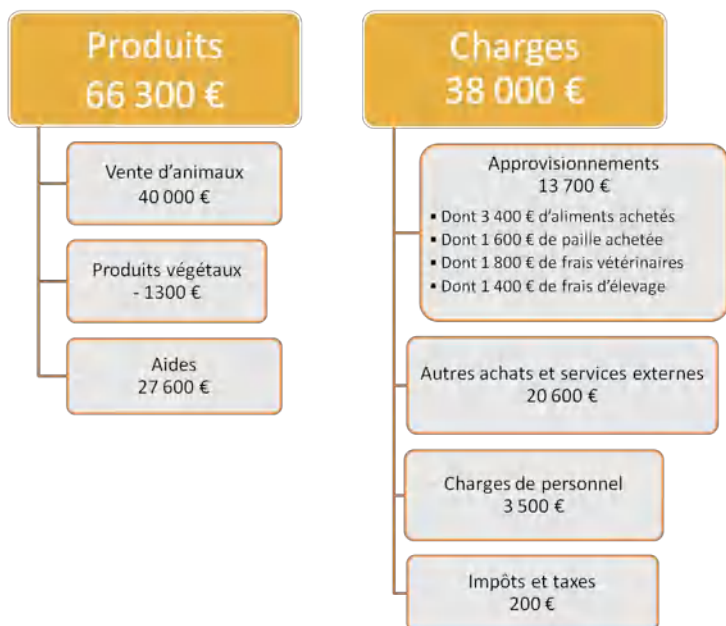 Produits
66 300 €
Vente d'animaux
40 000 €
Produits végétaux
- 1300 €
Aides
27 600 €
Charges
38 000 €
Approvisionnements
13 700 €
▪ Dont 3 400 € d'aliments achetés
▪ Dont 1 600 € de paille achetée
▪ Dont 1 800 € de frais vétérinaires
▪ Dont 1 400 € de frais d'élevage
Autres achats et services externes
20 600 €
Charges de personnel
3 500 €
Impôts et taxes
200 €